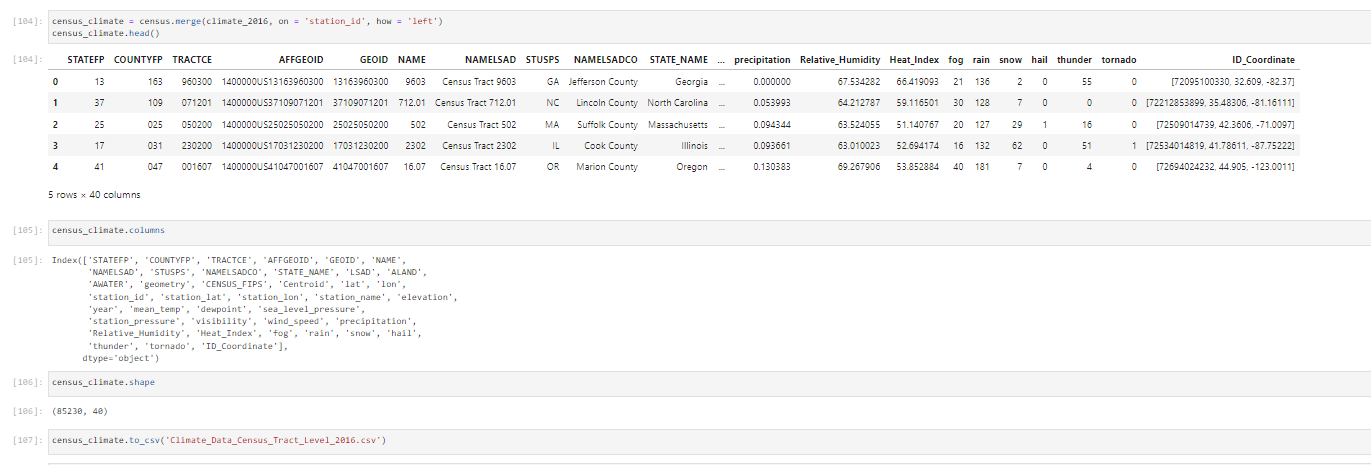 [104]: census_climate = census.merge(climate_2016, on = 'station_id', how = 'left')
census_climate.head()
[104]: STATEFP COUNTYFP TRACTCE AFFGEOID GEOID NAME NAMELSAD STUSPS NAMELSADCO STATE_NAME ... precipitation Relative_Humidity Heat_Index fog rain snow hail thunder tornado ID_Coordinate
0 13 163 960300 1400000US13163960300 13163960300 9603 Census Tract 9603 GA Jefferson County Georgia ... 0.000000 67.534282 66.419093 21 136 2 0 55 0 [72095100330, 32.609, -82.37]
1 37 109 071201 1400000US37109071201 37109071201 712.01 Census Tract 712.01 NC Lincoln County North Carolina ... 0.053993 64.212787 59.116501 30 128 7 0 0 0 [72212853899, 35.48306, -81.16111]
2 25 025 050200 1400000US25025050200 25025050200 502 Census Tract 502 MA Suffolk County Massachusetts ... 0.094344 63.524055 51.140767 20 127 29 1 16 0 [72509014739, 42.3606, -71.0097]
3 17 031 230200 1400000US17031230200 17031230200 2302 Census Tract 2302 IL Cook County Illinois ... 0.093661 63.010023 52.694174 16 132 62 0 51 1 [72534014819, 41.78611, -87.75222]
4 41 047 001607 1400000US41047001607 41047001607 16.07 Census Tract 16.07 OR Marion County Oregon ... 0.130383 69.267906 53.852884 40 181 7 0 4 0 [72694024232, 44.905, -123.0011]
5 rows × 40 columns
[105]: census_climate.columns
[105]: Index(['STATEFP', 'COUNTYFP', 'TRACTCE', 'AFFGEOID', 'GEOID', 'NAME',
'NAMELSAD', 'STUSPS', 'NAMELSADCO', 'STATE_NAME', 'LSAD', 'ALAND',
'AWATER', 'geometry', 'CENSUS_FIPS', 'Centroid', 'lat', 'lon',
'station_id', 'station_lat', 'station_lon', 'station_name', 'elevation',
'year', 'mean_temp', 'dewpoint', 'sea_level_pressure',
'station_pressure', 'visibility', 'wind_speed', 'precipitation',
'Relative_Humidity', 'Heat_Index', 'fog', 'rain', 'snow', 'hail',
'thunder', 'tornado', 'ID_Coordinate'],
dtype='object')
[106]: census_climate.shape
[106]: (85230, 40)
[107]: census_climate.to_csv('Climate_Data_Census_Tract_Level_2016.csv')